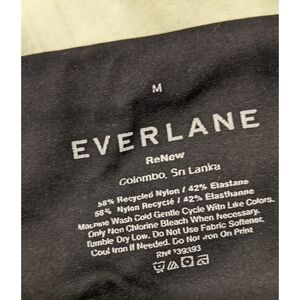 M
EVERLANE
ReNew
Colombo, Sri Lanka
58% Recycled Nylon / 42% Elastane
58% Nylon Recyclé / 42% Élasthanne
Machine Wash Cold Gentle Cycle With Like Colors.
Only Non Chlorine Bleach When Necessary.
Tumble Dry Low. Do Not Use Fabric Softener.
Cool Iron If Needed. Do Not Iron On Print
RN# 139393